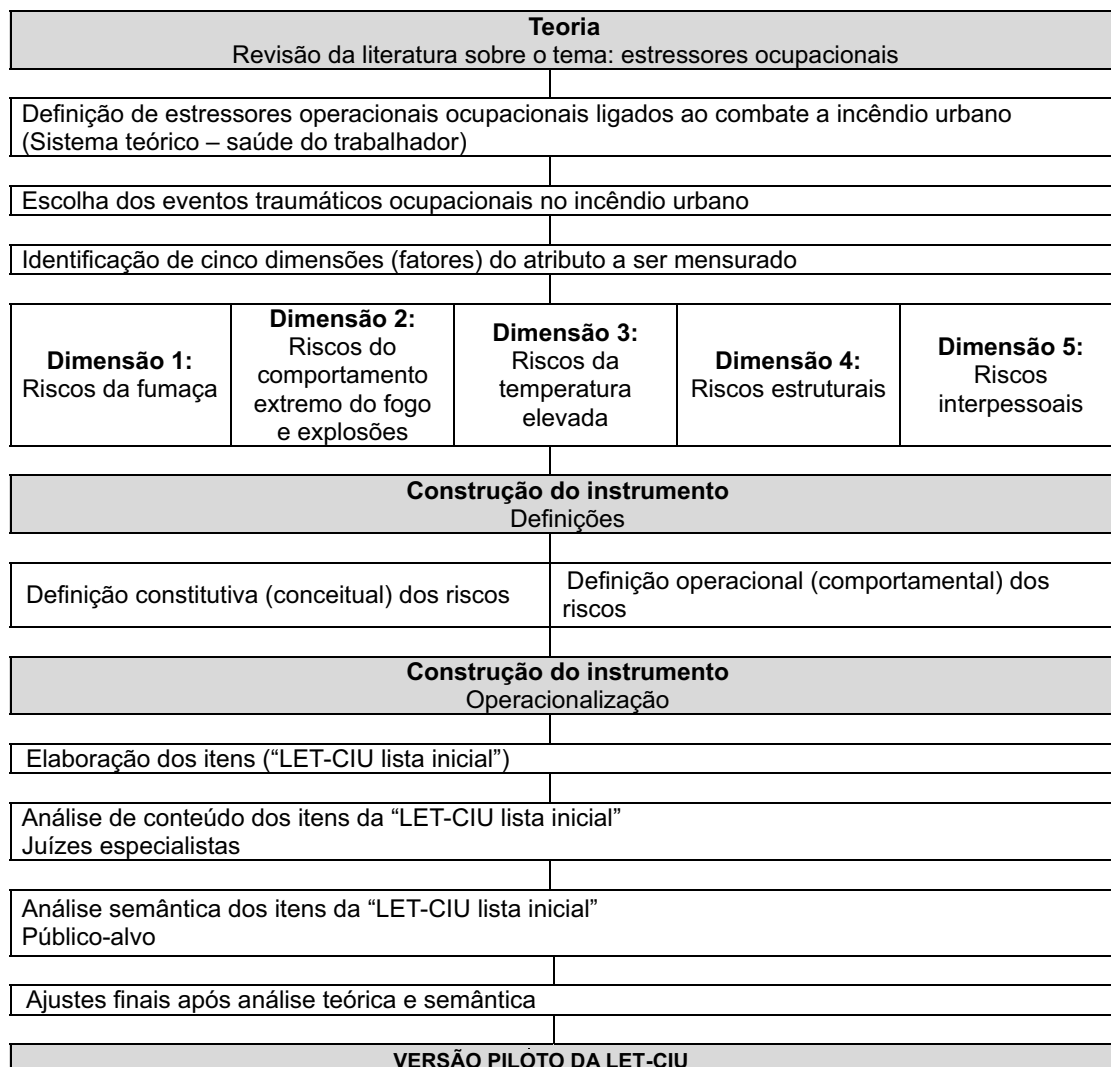 Teoria
Revisão da literatura sobre o tema: estressores ocupacionais
Definição de estressores operacionais ocupacionais ligados ao combate a incêndio urbano
(Sistema teórico – saúde do trabalhador)
Escolha dos eventos traumáticos ocupacionais no incêndio urbano
Identificação de cinco dimensões (fatores) do atributo a ser mensurado
Dimensão 1:
Riscos da fumaça
Dimensão 2:
Riscos do
comportamento
extremo do fogo
e explosões
Dimensão 3:
Riscos da
temperatura
elevada
Dimensão 4:
Riscos estruturais
Dimensão 5:
Riscos
interpessoais
Construção do instrumento
Definições
Definição constitutiva (conceitual) dos riscos
Definição operacional (comportamental) dos
riscos
Construção do instrumento
Operacionalização
Elaboração dos itens (“LET-CIU lista inicial”)
Análise de conteúdo dos itens da “LET-CIU lista inicial”
Juízes especialistas
Análise semântica dos itens da “LET-CIU lista inicial”
Público-alvo
Ajustes finais após análise teórica e semântica
VERSÃO PILOTO DA LET-CIU